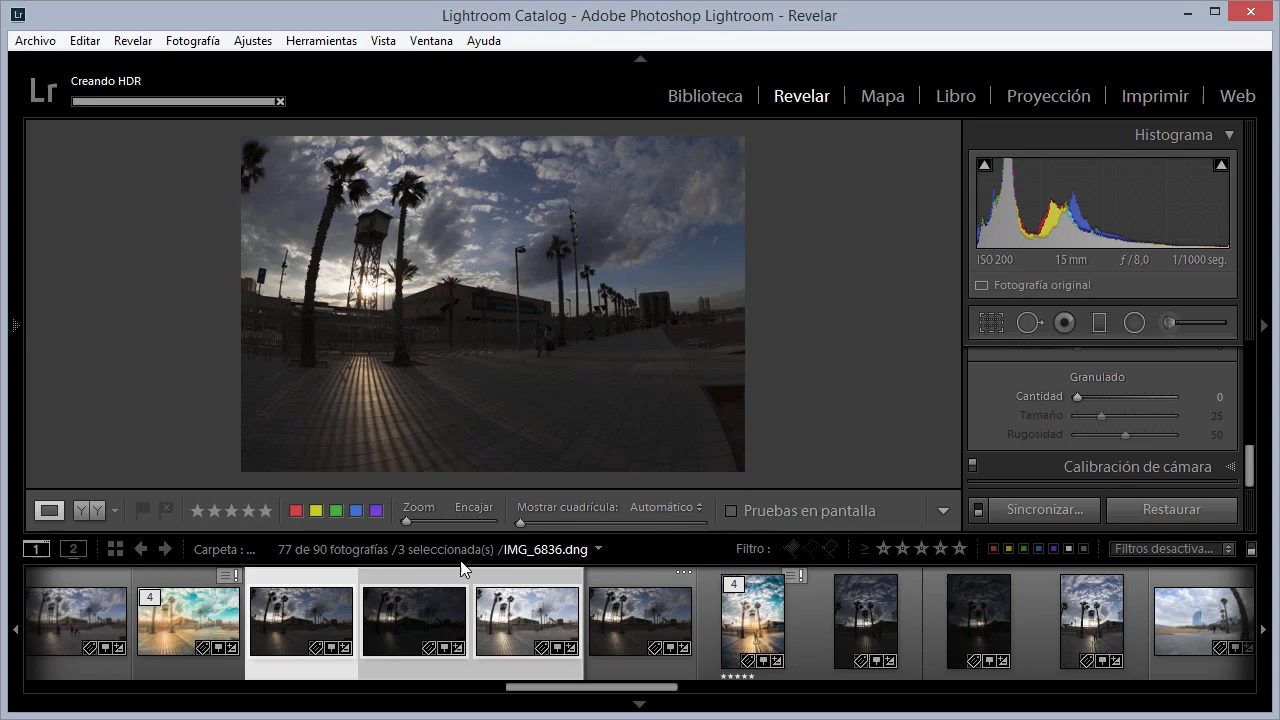 Lr
Lightroom Catalog - Adobe Photoshop Lightroom - Revelar
Archivo Editar Revelar Fotografía Ajustes Herramientas Vista Ventana Ayuda
Lr
Creando HDR
Biblioteca Revelar Mapa Libro Proyección Imprimir Web
Histograma
ISO 200 15 mm ƒ / 8,0 1/1000 seg.
Fotografía original
Granulado
Cantidad 0
Tamaño 25
Rugosidad 50
Calibración de cámara
YY Zoom Encajar Mostrar cuadrícula: Automático Pruebas en pantalla Sincronizar... Restaurar
1 2 Carpeta : ... 77 de 90 fotografías /3 seleccionada(s) /IMG_6836.dng Filtro : ≥ Filtros desactiva...
4 4